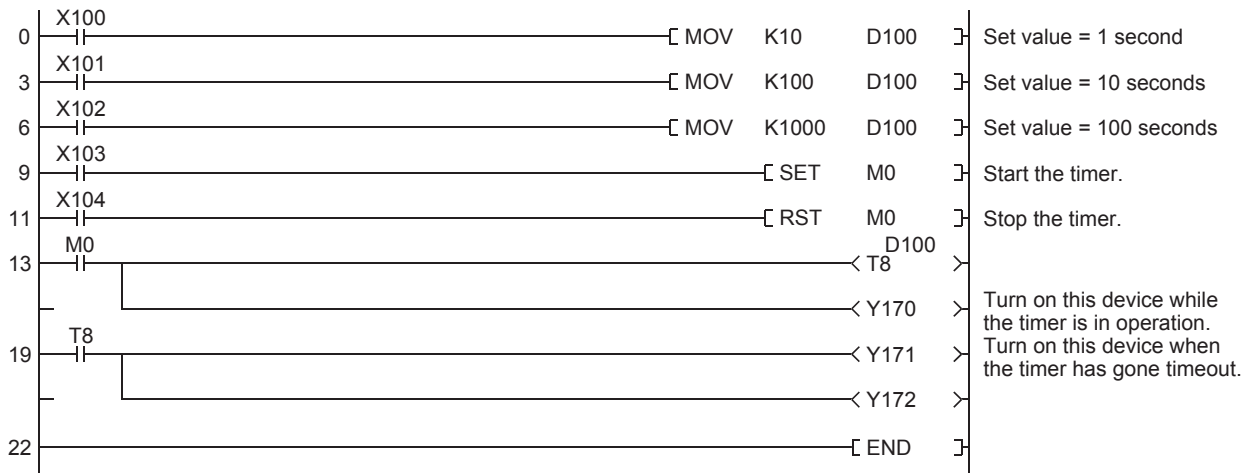 X100
0 MOV K10 D100 Set value = 1 second
X101
3 MOV K100 D100 Set value = 10 seconds
X102
6 MOV K1000 D100 Set value = 100 seconds
X103
9 SET M0 Start the timer.
X104
11 RST M0 Stop the timer.
M0 D100
13 T8
Y170 Turn on this device while
the timer is in operation.
T8
19 Y171 Turn on this device when
the timer has gone timeout.
Y172
22 END